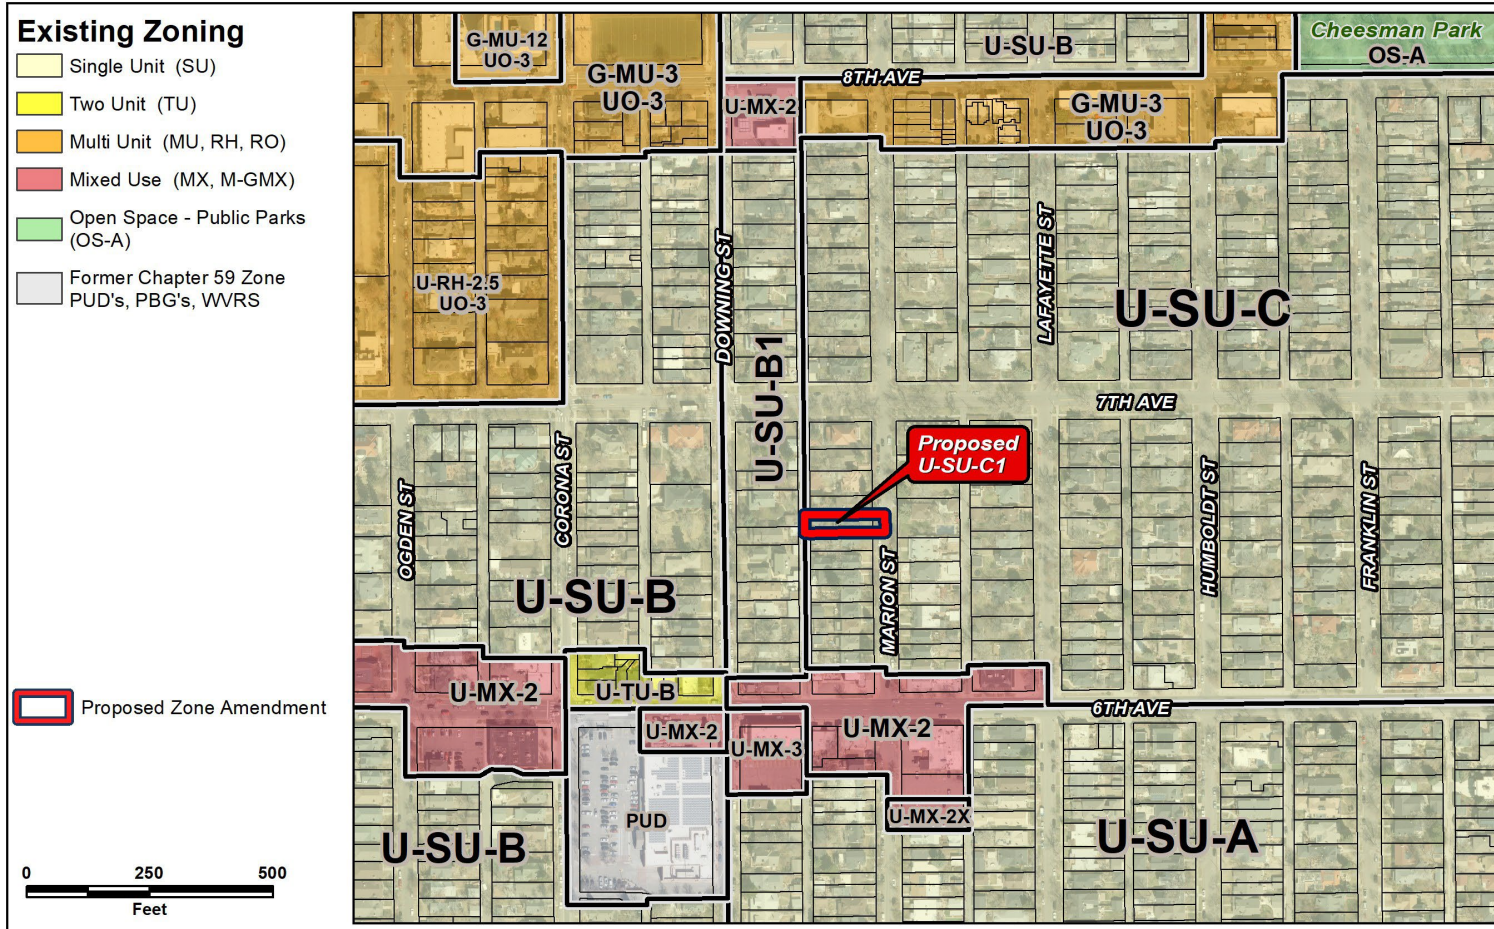 Existing Zoning
Single Unit (SU)
Two Unit (TU)
Multi Unit (MU, RH, RO)
Mixed Use (MX, M-GMX)
Open Space - Public Parks
(OS-A)
Former Chapter 59 Zone
PUD's, PBG's, WVRS
Proposed Zone Amendment
0 250 500
Feet
G-MU-12
UO-3
G-MU-3
UO-3
U-SU-B
Cheesman Park
OS-A
8TH AVE
U-MX-2
G-MU-3
UO-3
U-RH-2.5
UO-3
DOWNING ST
LAFAYETTE ST
U-SU-C
U-SU-B1
7TH AVE
Proposed
U-SU-C1
OGDEN ST
CORONA ST
MARION ST
HUMBOLDT ST
FRANKLIN ST
U-SU-B
U-MX-2
U-TU-B
U-MX-2
U-MX-3
U-MX-2
6TH AVE
PUD
U-MX-2X
U-SU-B
U-SU-A